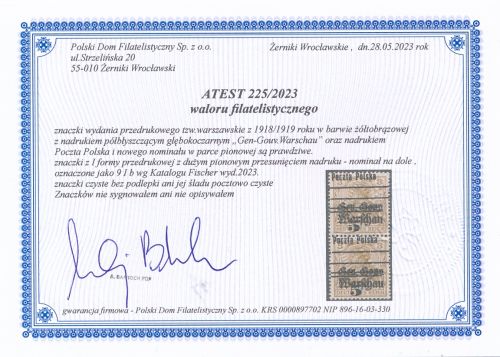 Polski Dom Filatelistyczny Sp. z o.o.
ul.Strzelińska 20
55-010 Żerniki Wrocławski
Żerniki Wrocławskie , dn.28.05.2023 rok
ATEST 225/2023
waloru filatelistycznego
znaczki wydania przedrukowego tzw.warszawskie z 1918/1919 roku w barwie żółtobrązowej
z nadrukiem półbłyszczącym głębokoczarnym „Gen-Gouv.Warschau" oraz nadrukiem
Poczta Polska i nowego nominału w parce pionowej są prawdziwe.
znaczki z I formy przedrukowej z dużym pionowym przesunięciem nadruku - nominał na dole ,
oznaczone jako 9 I b wg Katalogu Fischer wyd.2023.
znaczki czyste bez podlepki ani jej śladu pocztowo czyste
Znaczków nie sygnowałem ani nie opisywałem
Poczta Polska
Gen.-Gouv.
Warschau
5
Poczta Polska
Gen.-Gouv.
Warschau
5
gwarancja firmowa - Polski Dom Filatelistyczny Sp. z o.o. KRS 0000897702 NIP 896-16-03-330